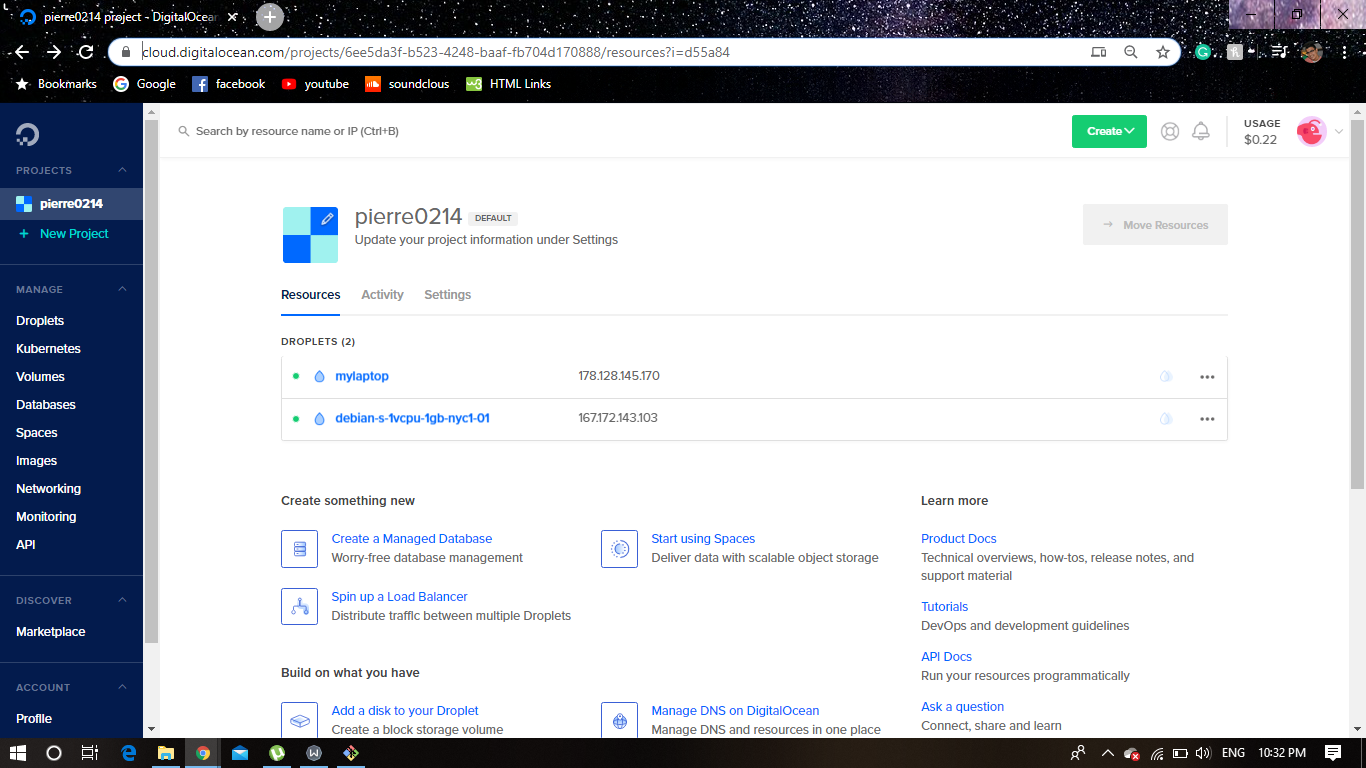 pierre0214 project - DigitalOcean
cloud.digitalocean.com/projects/6ee5da3f-b523-4248-baaf-fb704d170888/resources?i=d55a84
Bookmarks Google facebook youtube soundclous HTML Links
Search by resource name or IP (Ctrl+B)
Create
USAGE
$0.22
PROJECTS
pierre0214
+ New Project
MANAGE
Droplets
Kubernetes
Volumes
Databases
Spaces
Images
Networking
Monitoring
API
DISCOVER
Marketplace
ACCOUNT
Profile
pierre0214 DEFAULT
Update your project information under Settings
→ Move Resources
Resources Activity Settings
DROPLETS (2)
mylaptop 178.128.145.170
debian-s-1vcpu-1gb-nyc1-01 167.172.143.103
Create something new
Create a Managed Database
Worry-free database management
Start using Spaces
Deliver data with scalable object storage
Spin up a Load Balancer
Distribute traffic between multiple Droplets
Build on what you have
Add a disk to your Droplet
Create a block storage volume
Manage DNS on DigitalOcean
Manage DNS and resources in one place
Learn more
Product Docs
Technical overviews, how-tos, release notes, and
support material
Tutorials
DevOps and development guidelines
API Docs
Run your resources programmatically
Ask a question
Connect, share and learn
ENG 10:32 PM